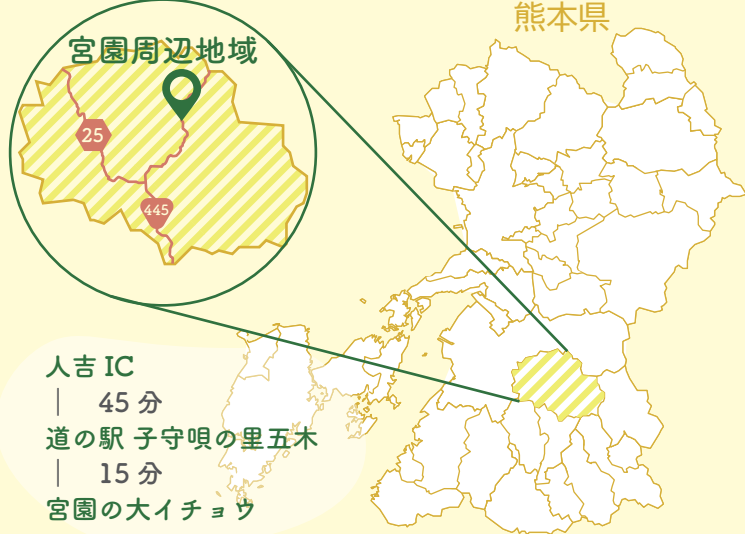 熊本県
宮園周辺地域
25
445
人吉 IC
｜ 45 分
道の駅 子守唄の里五木
｜ 15 分
宮園の大イチョウ